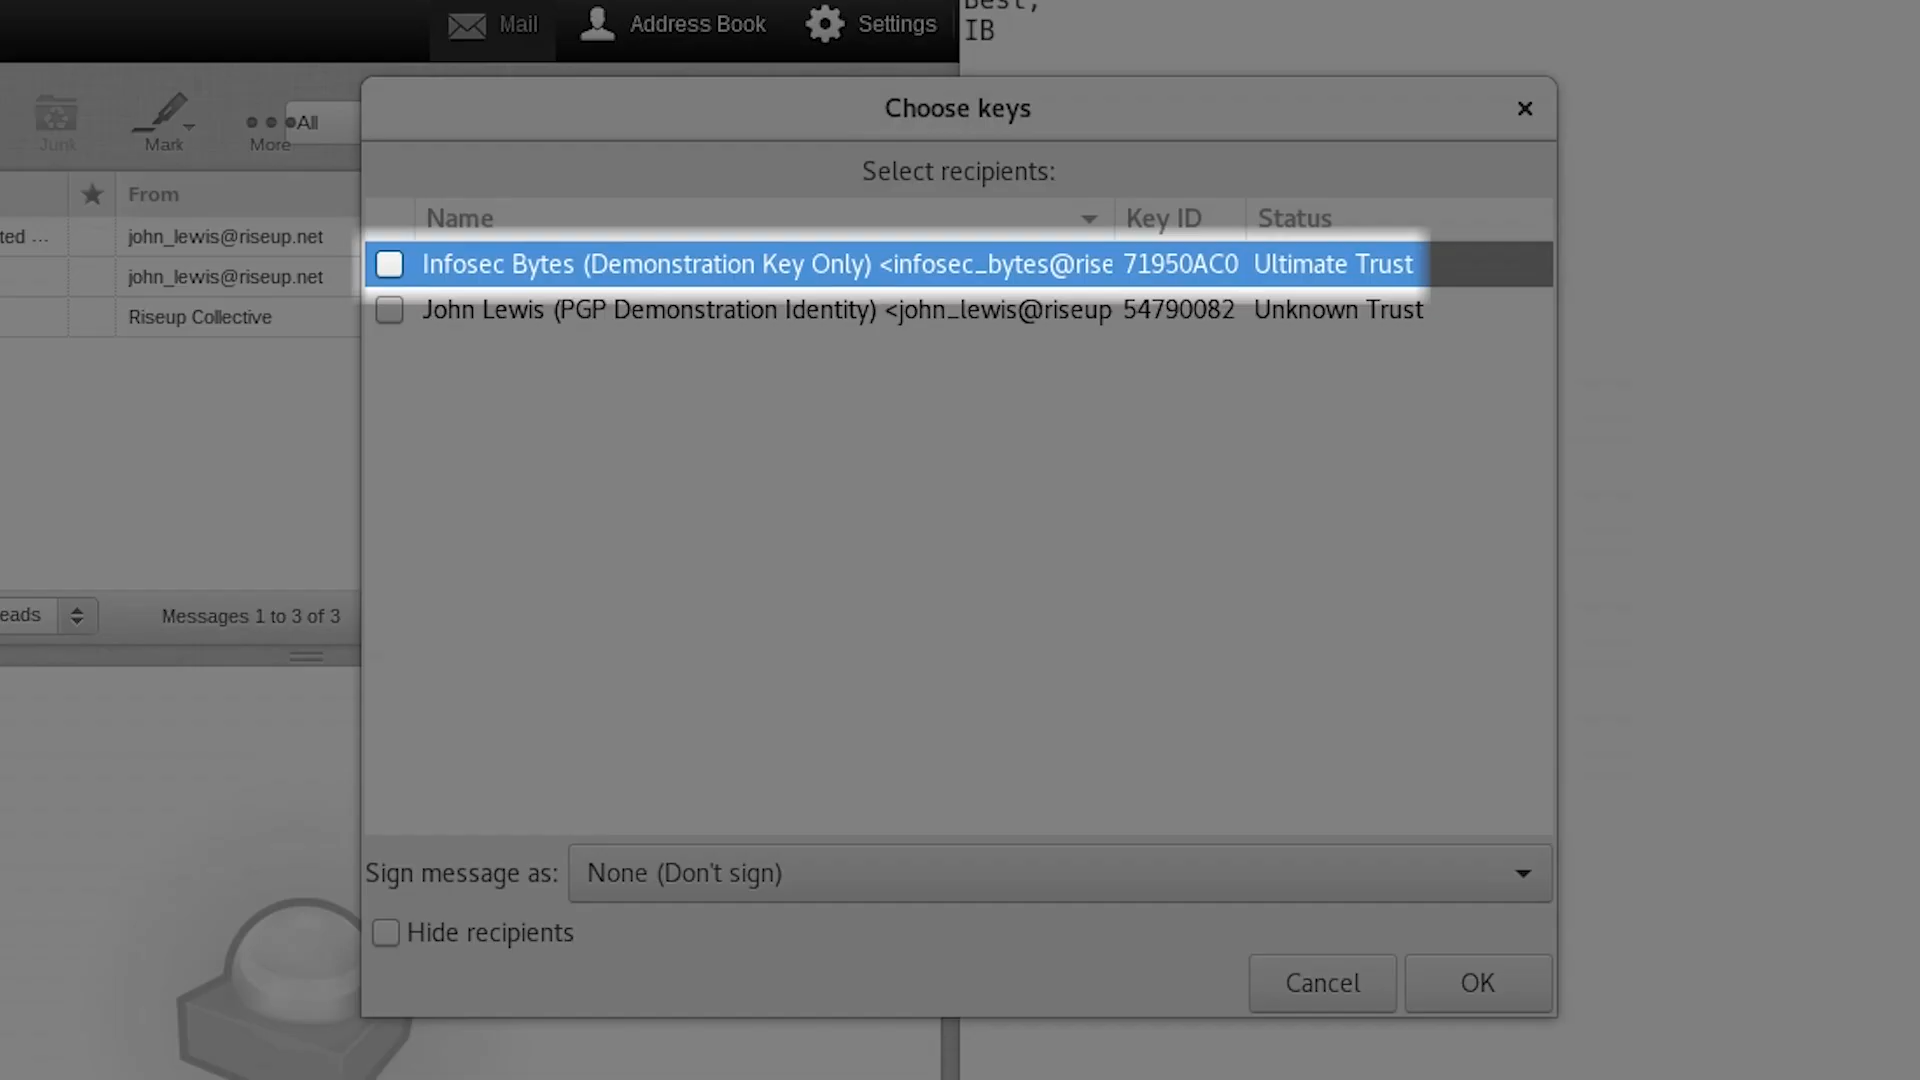 Mail
Address Book
Settings
Best,
IB
Junk
Mark
More
All
From
ted ...
john_lewis@riseup.net
john_lewis@riseup.net
Riseup Collective
eads
Messages 1 to 3 of 3
Choose keys
Select recipients:
Name Key ID Status
Infosec Bytes (Demonstration Key Only) <infosec_bytes@rise 71950AC0 Ultimate Trust
John Lewis (PGP Demonstration Identity) <john_lewis@riseup 54790082 Unknown Trust
Sign message as: None (Don't sign)
Hide recipients
Cancel OK